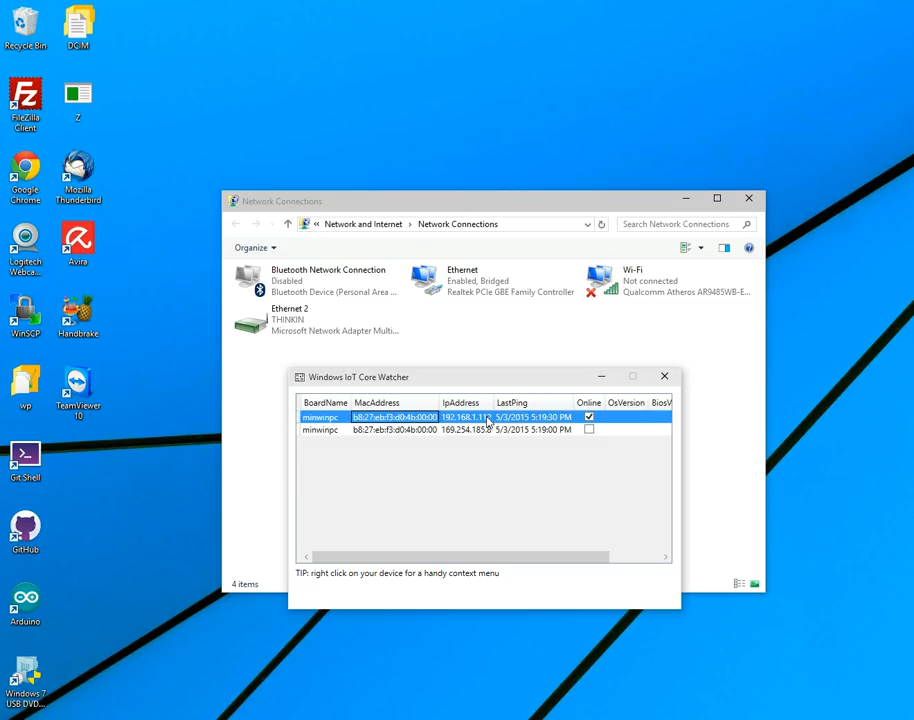 Recycle Bin
DCIM
FileZilla
Client
Z
Google
Chrome
Mozilla
Thunderbird
Logitech
Webca...
Avira
WinSCP
Handbrake
wp
TeamViewer
10
Git Shell
GitHub
Arduino
Windows 7
USB DVD...
Network Connections
« Network and Internet › Network Connections
Search Network Connections
Organize
Bluetooth Network Connection
Disabled
Bluetooth Device (Personal Area ...
Ethernet
Enabled, Bridged
Realtek PCIe GBE Family Controller
Wi-Fi
Not connected
Qualcomm Atheros AR9485WB-E...
Ethernet 2
THINKIN
Microsoft Network Adapter Multi...
Windows IoT Core Watcher
BoardName MacAddress IpAddress LastPing Online OsVersion BiosV
minwinpc b8:27:eb:f3:d0:4b:00:00 5/3/2015 5:19:30 PM
minwinpc b8:27:eb:f3:d0:4b:00:00 5/3/2015 5:19:00 PM
TIP: right click on your device for a handy context menu
4 items